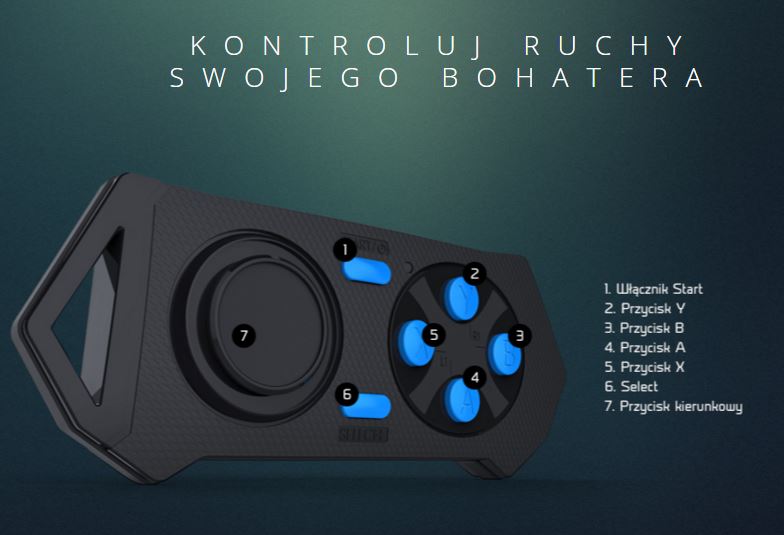 KONTROLUJ RUCHY
SWOJEGO BOHATERA
1
2
3
4
5
6
7
Y
X
B
A
SELECT
1. Włącznik Start
2. Przycisk Y
3. Przycisk B
4. Przycisk A
5. Przycisk X
6. Select
7. Przycisk kierunkowy